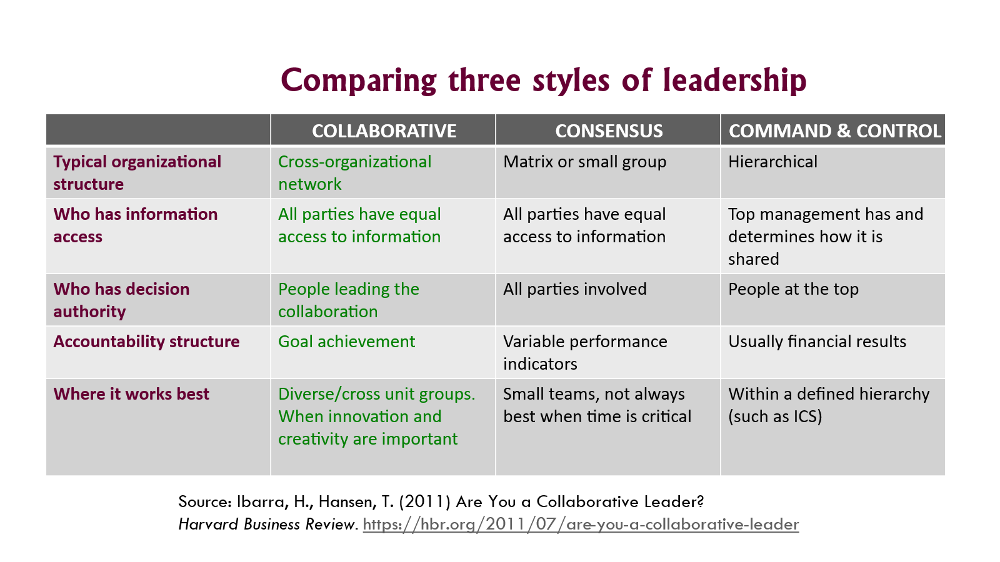 Comparing three styles of leadership
COLLABORATIVE CONSENSUS COMMAND & CONTROL
Typical organizational structure
Cross-organizational network
Matrix or small group
Hierarchical
Who has information access
All parties have equal access to information
All parties have equal access to information
Top management has and determines how it is shared
Who has decision authority
People leading the collaboration
All parties involved
People at the top
Accountability structure
Goal achievement
Variable performance indicators
Usually financial results
Where it works best
Diverse/cross unit groups. When innovation and creativity are important
Small teams, not always best when time is critical
Within a defined hierarchy (such as ICS)
Source: Ibarra, H., Hansen, T. (2011) Are You a Collaborative Leader?
Harvard Business Review. https://hbr.org/2011/07/are-you-a-collaborative-leader